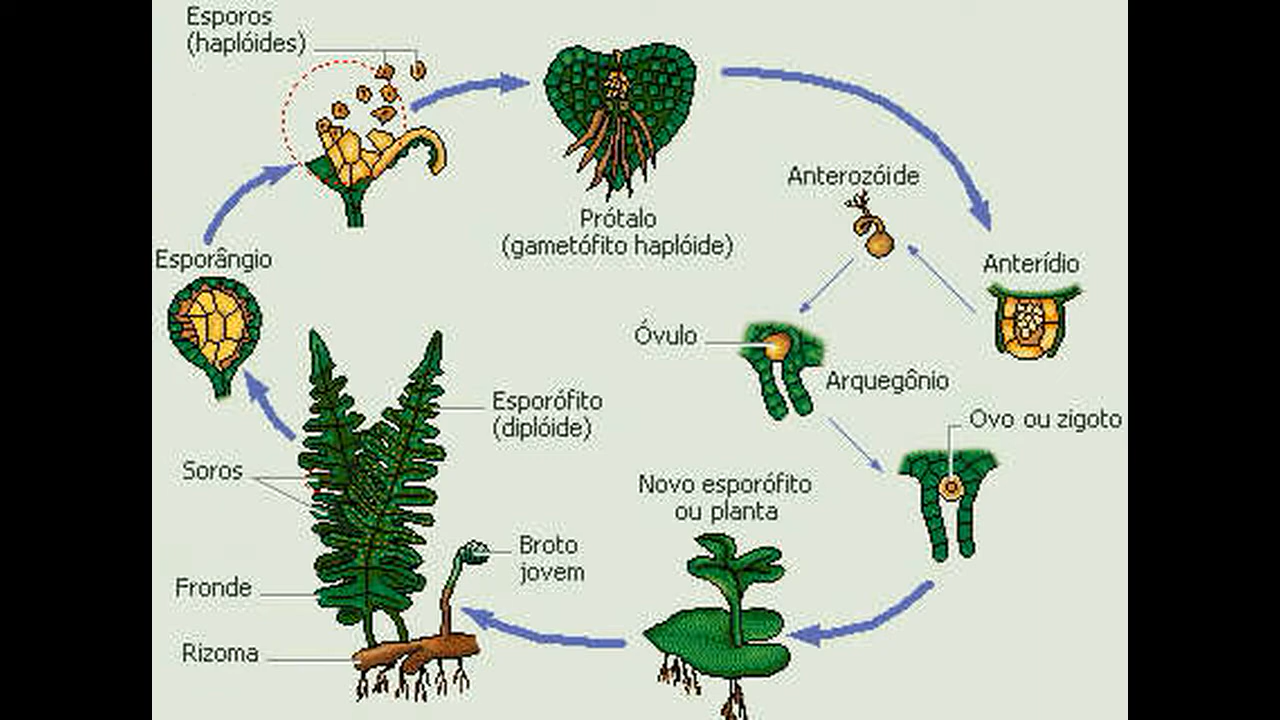 Esporos
(haplóides)
Prótalo
(gametófito haplóide)
Anterozóide
Anterídio
Esporângio
Óvulo
Arquegônio
Ovo ou zigoto
Esporófito
(diplóide)
Soros
Novo esporófito
ou planta
Broto
jovem
Fronde
Rizoma